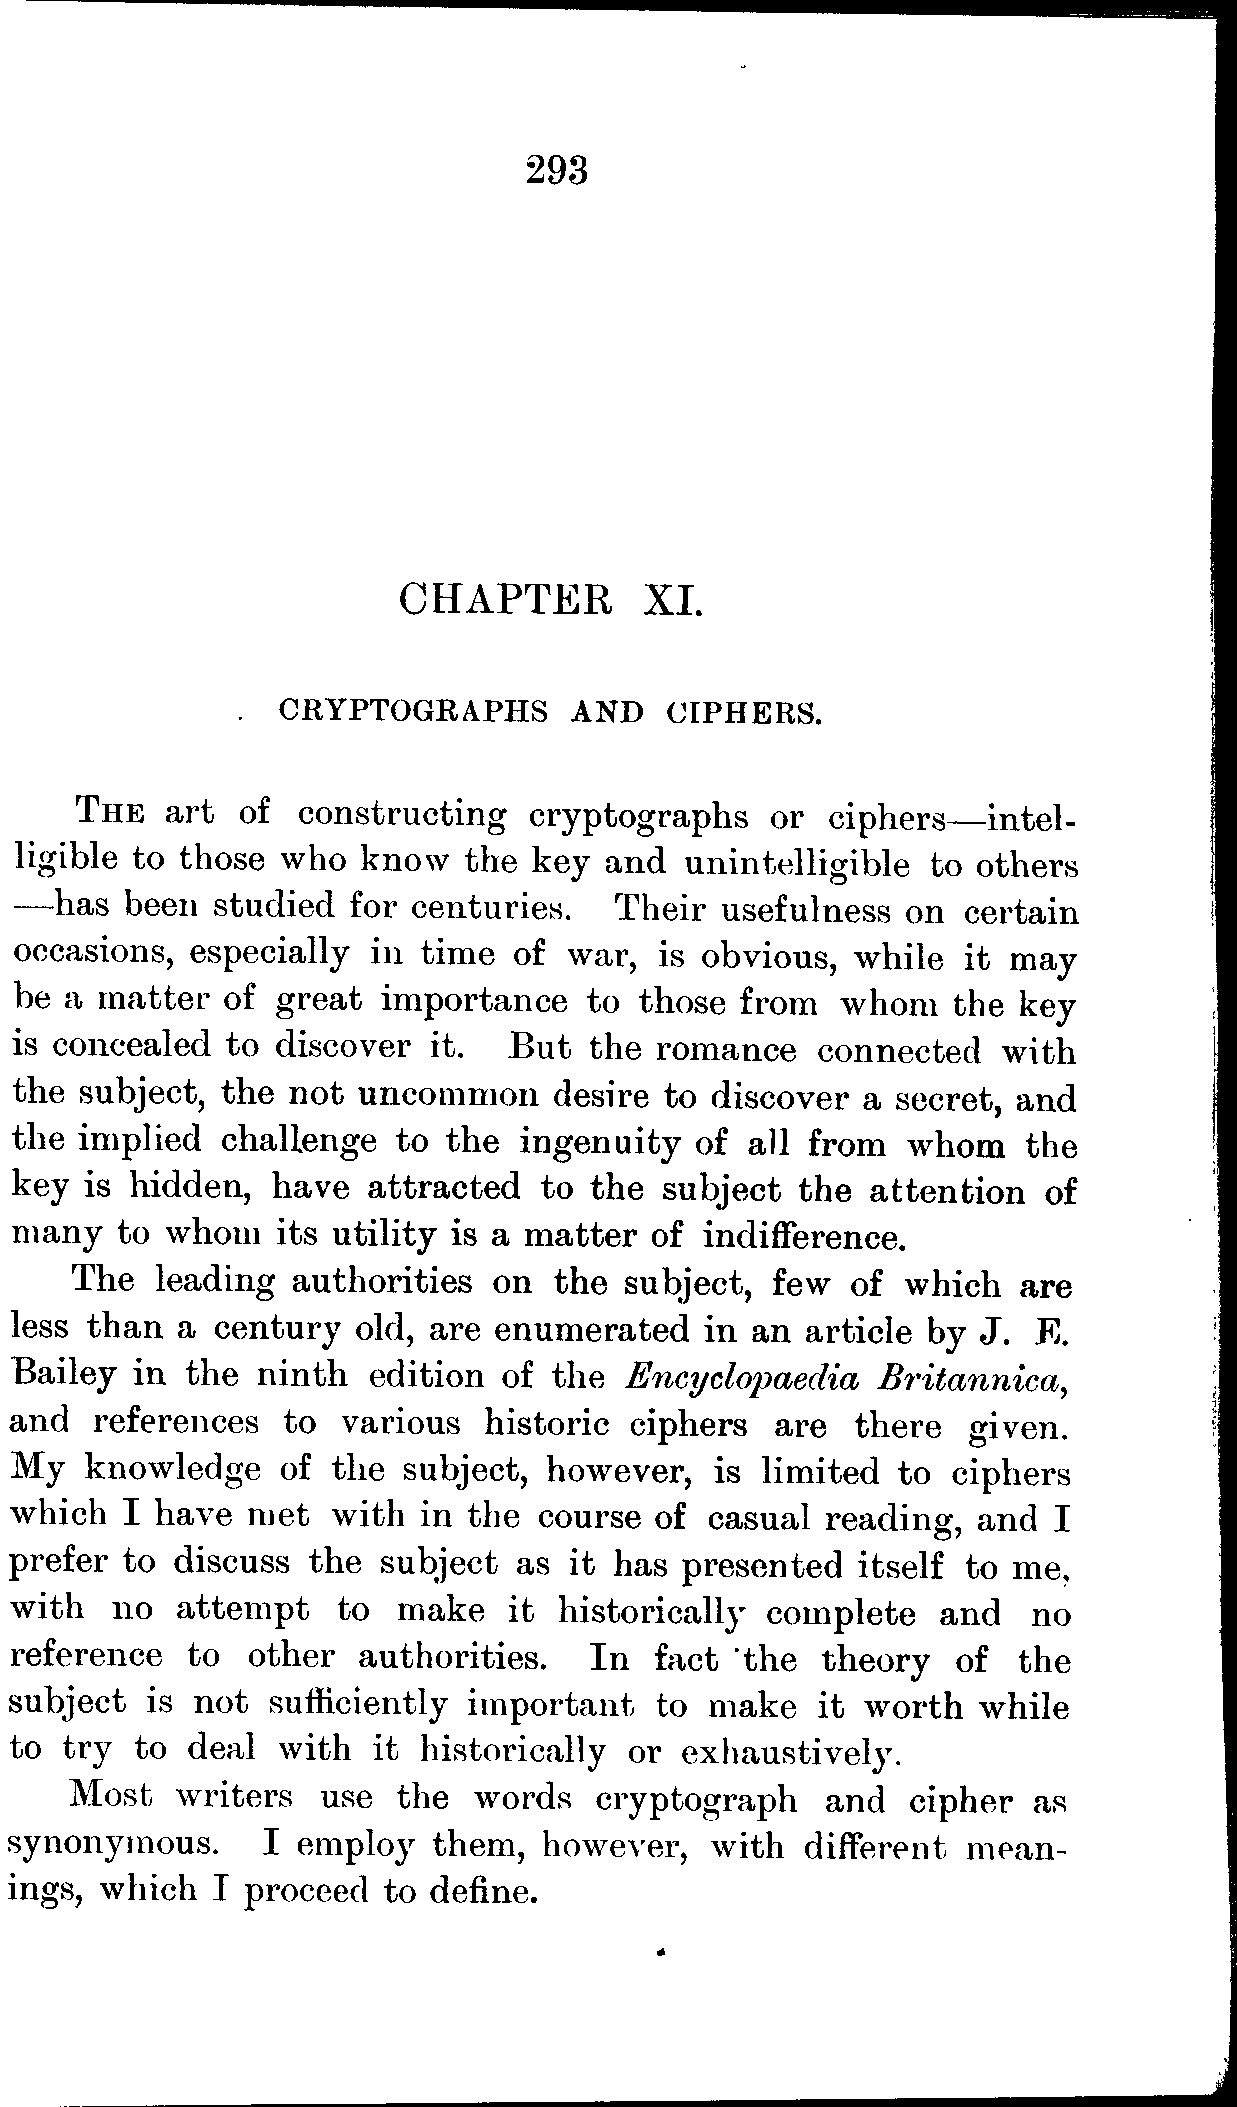 293
CHAPTER XI.
CRYPTOGRAPHS AND CIPHERS.
THE art of constructing cryptographs or ciphers—intel-
ligible to those who know the key and unintelligible to others
—has been studied for centuries. Their usefulness on certain
occasions, especially in time of war, is obvious, while it may
be a matter of great importance to those from whom the key
is concealed to discover it. But the romance connected with
the subject, the not uncommon desire to discover a secret, and
the implied challenge to the ingenuity of all from whom the
key is hidden, have attracted to the subject the attention of
many to whom its utility is a matter of indifference.
The leading authorities on the subject, few of which are
less than a century old, are enumerated in an article by J. E.
Bailey in the ninth edition of the Encyclopaedia Britannica,
and references to various historic ciphers are there given.
My knowledge of the subject, however, is limited to ciphers
which I have met with in the course of casual reading, and I
prefer to discuss the subject as it has presented itself to me,
with no attempt to make it historically complete and no
reference to other authorities. In fact the theory of the
subject is not sufficiently important to make it worth while
to try to deal with it historically or exhaustively.
Most writers use the words cryptograph and cipher as
synonymous. I employ them, however, with different mean-
ings, which I proceed to define.